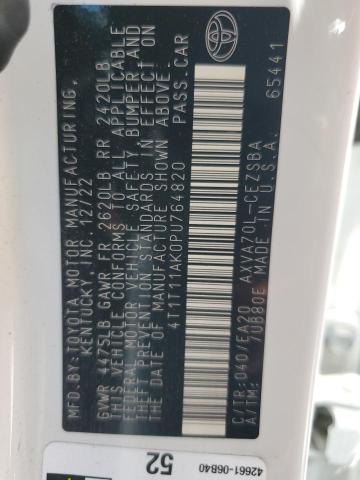 MFD. BY: TOYOTA MOTOR MANUFACTURING,
KENTUCKY, INC. 12/22
GVWR 4475LB GAWR FR 2620LB RR 2420LB
THIS VEHICLE CONFORMS TO ALL APPLICABLE
FEDERAL MOTOR VEHICLE SAFETY, BUMPER, AND
THEFT PREVENTION STANDARDS IN EFFECT ON
THE DATE OF MANUFACTURE SHOWN ABOVE.
4T1T11AK0PU764820 PASS. CAR
C/TR: 040/EA20 AXVA70L-CEZSBA
A/TM: /UB80E MADE IN U.S.A.
65441
52
42661-06B40